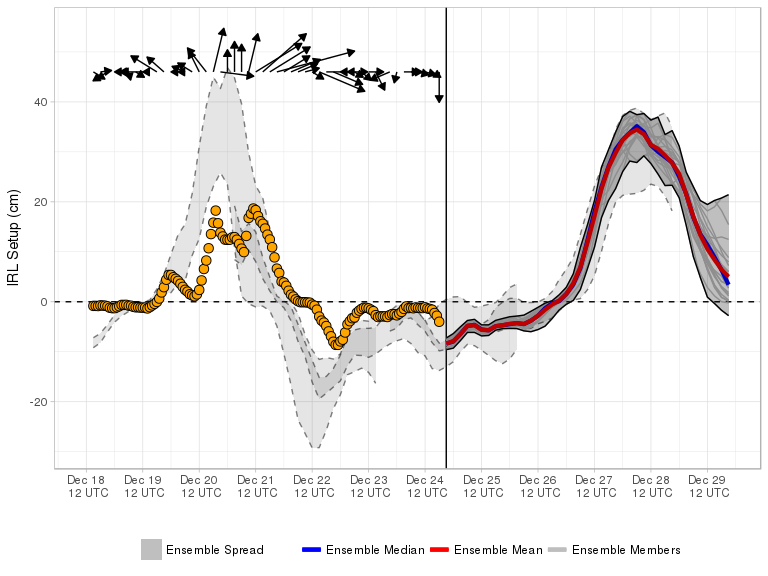 IRL Setup (cm)
40
20
0
-20
Dec 18 Dec 19 Dec 20 Dec 21 Dec 22 Dec 23 Dec 24 Dec 25 Dec 26 Dec 27 Dec 28 Dec 29
12 UTC 12 UTC 12 UTC 12 UTC 12 UTC 12 UTC 12 UTC 12 UTC 12 UTC 12 UTC 12 UTC 12 UTC
Ensemble Spread Ensemble Median Ensemble Mean Ensemble Members